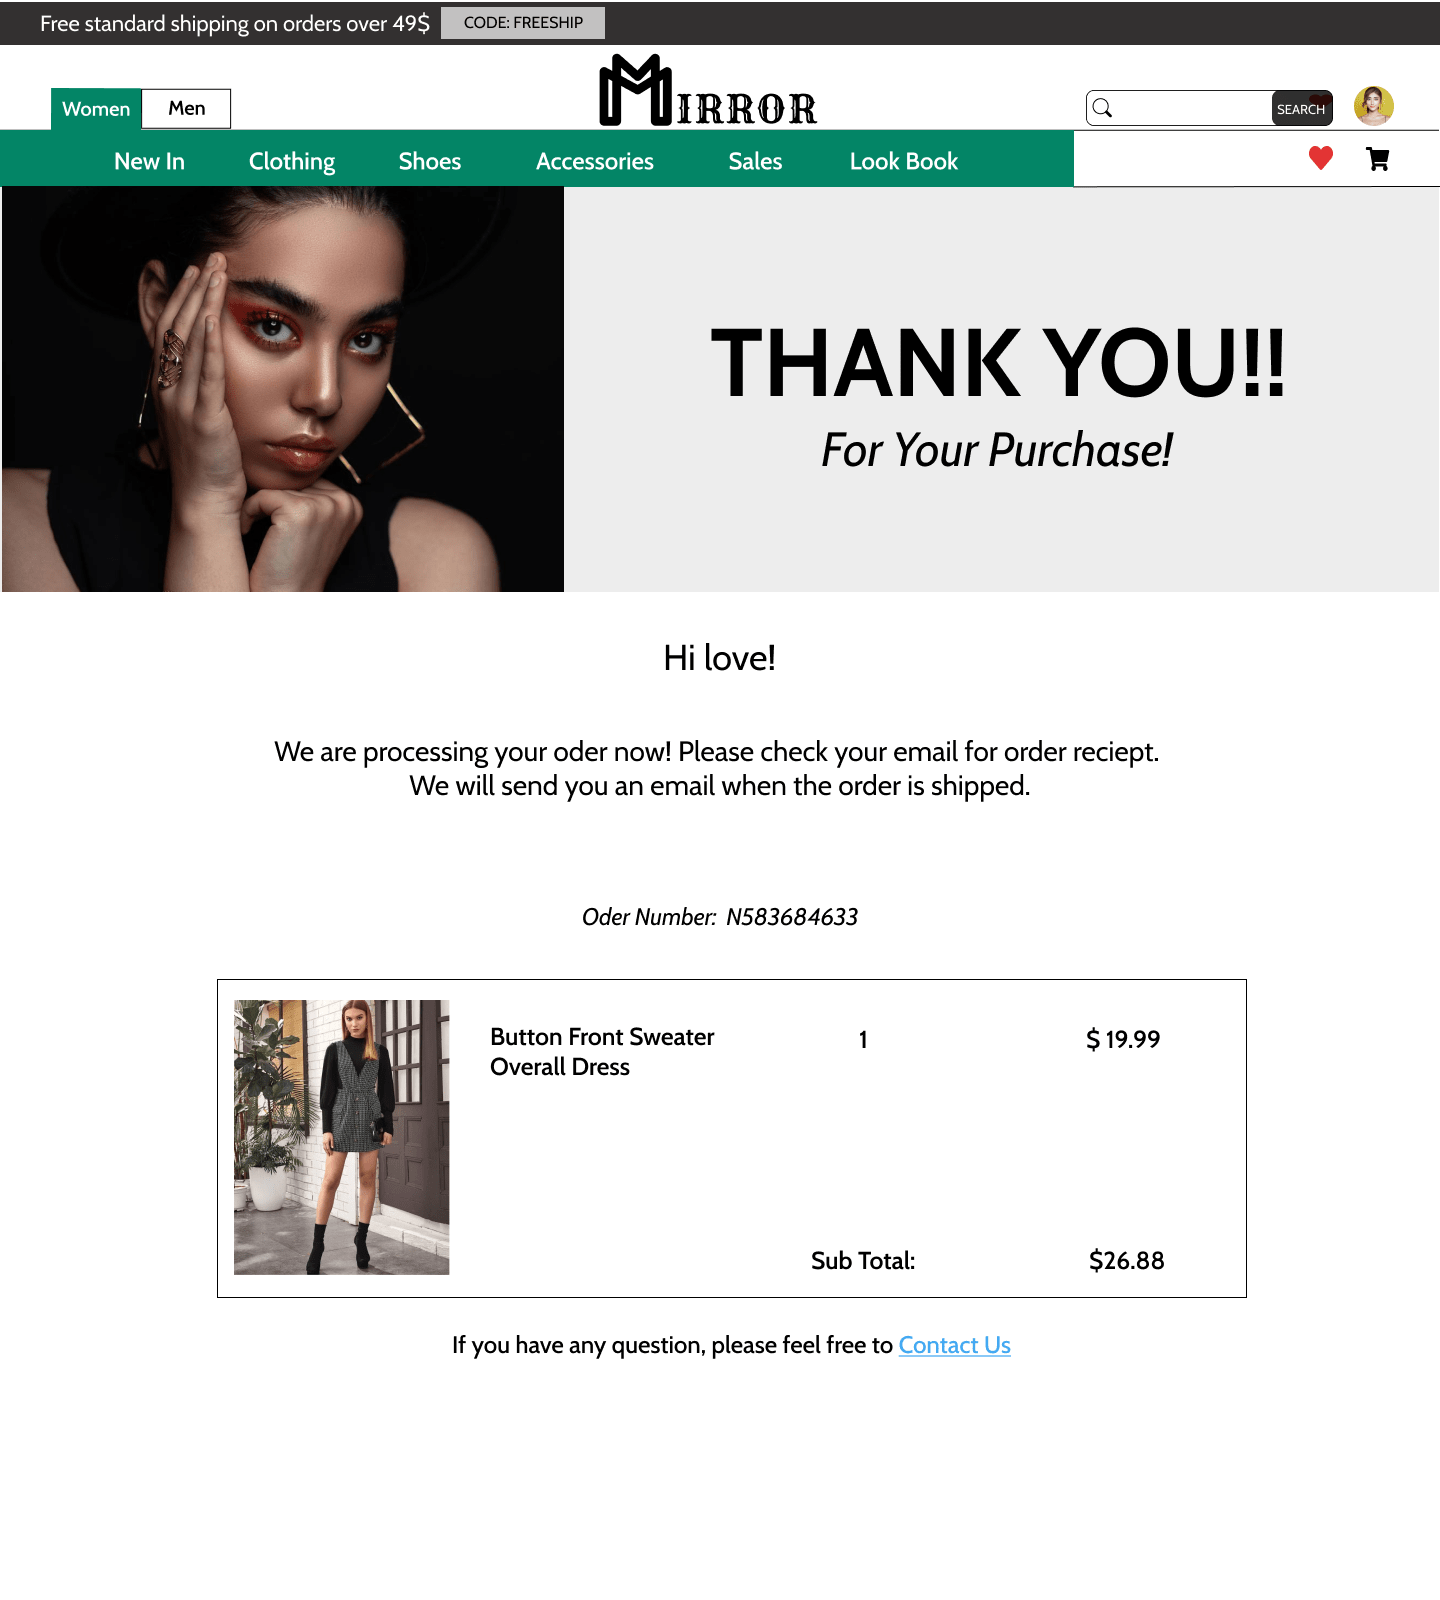 Free standard shipping on orders over 49$ CODE: FREESHIP
MIRROR
Women Men SEARCH
New In Clothing Shoes Accessories Sales Look Book
THANK YOU!!
For Your Purchase!
Hi love!
We are processing your oder now! Please check your email for order reciept.
We will send you an email when the order is shipped.
Oder Number: N583684633
Button Front Sweater 1 $ 19.99
Overall Dress
Sub Total: $26.88
If you have any question, please feel free to Contact Us